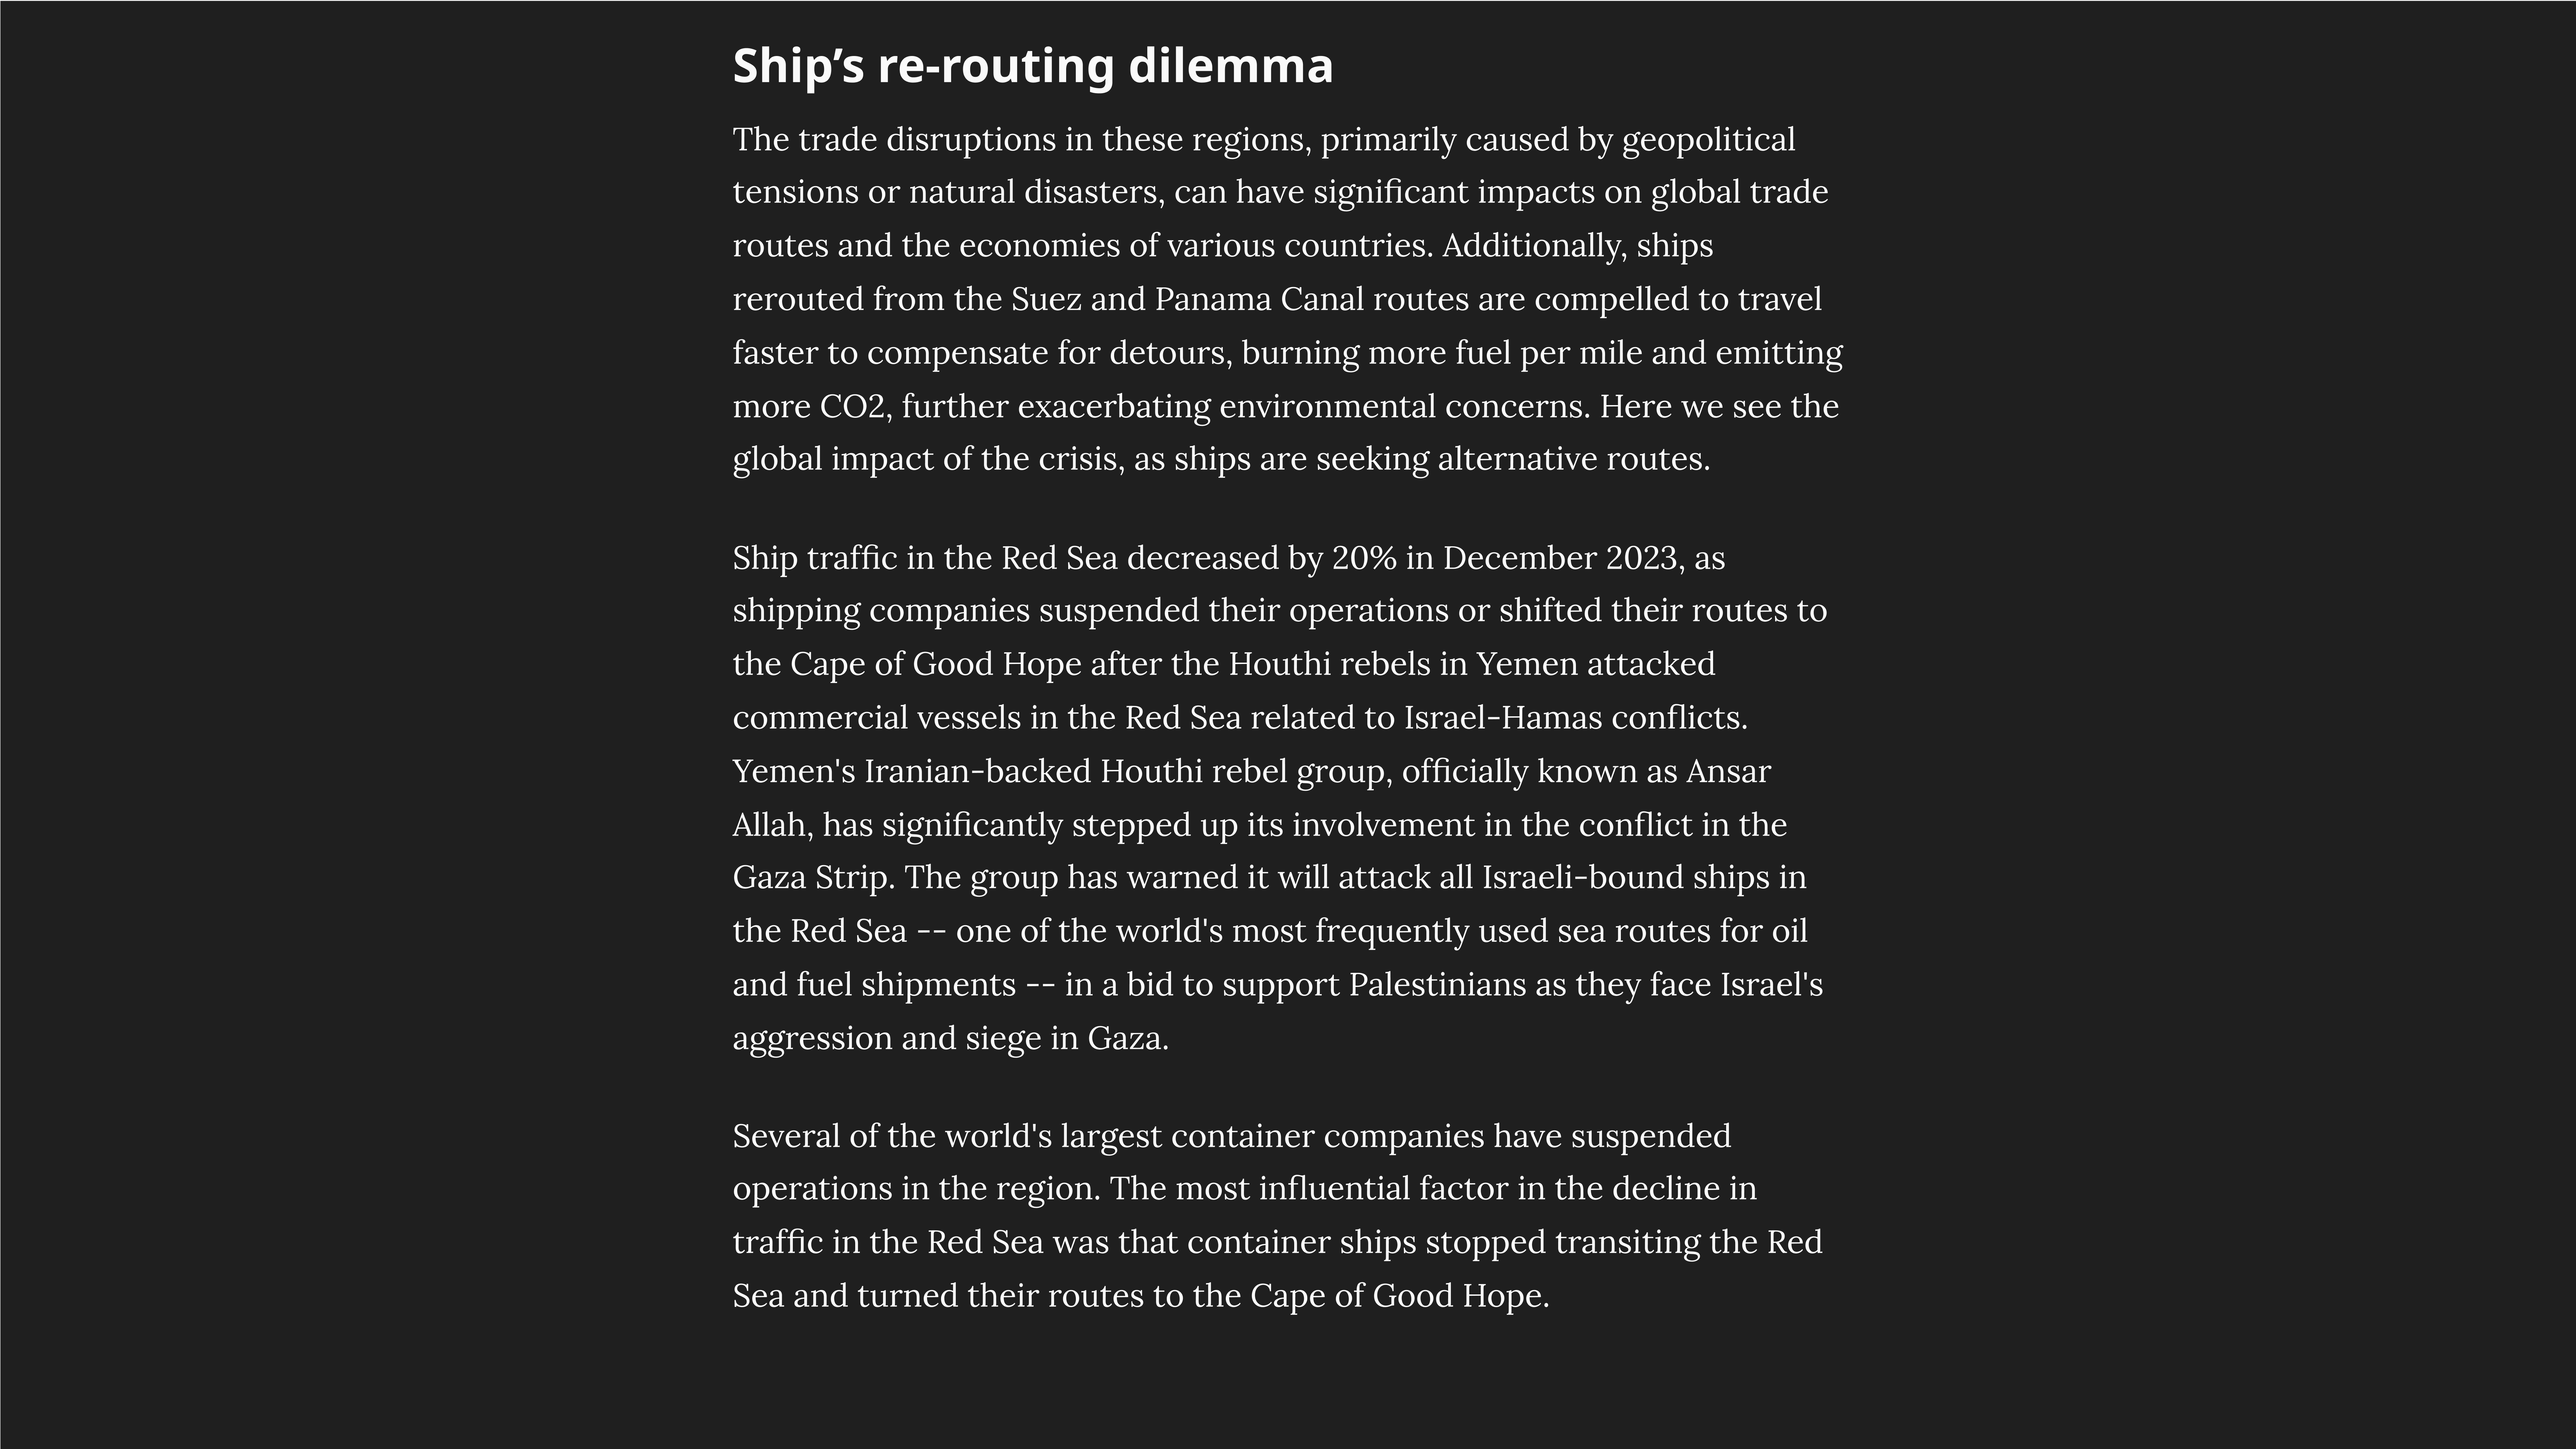 Ship’s re-routing dilemma
The trade disruptions in these regions, primarily caused by geopolitical
tensions or natural disasters, can have significant impacts on global trade
routes and the economies of various countries. Additionally, ships
rerouted from the Suez and Panama Canal routes are compelled to travel
faster to compensate for detours, burning more fuel per mile and emitting
more CO2, further exacerbating environmental concerns. Here we see the
global impact of the crisis, as ships are seeking alternative routes.
Ship traffic in the Red Sea decreased by 20% in December 2023, as
shipping companies suspended their operations or shifted their routes to
the Cape of Good Hope after the Houthi rebels in Yemen attacked
commercial vessels in the Red Sea related to Israel-Hamas conflicts.
Yemen's Iranian-backed Houthi rebel group, officially known as Ansar
Allah, has significantly stepped up its involvement in the conflict in the
Gaza Strip. The group has warned it will attack all Israeli-bound ships in
the Red Sea -- one of the world's most frequently used sea routes for oil
and fuel shipments -- in a bid to support Palestinians as they face Israel's
aggression and siege in Gaza.
Several of the world's largest container companies have suspended
operations in the region. The most influential factor in the decline in
traffic in the Red Sea was that container ships stopped transiting the Red
Sea and turned their routes to the Cape of Good Hope.